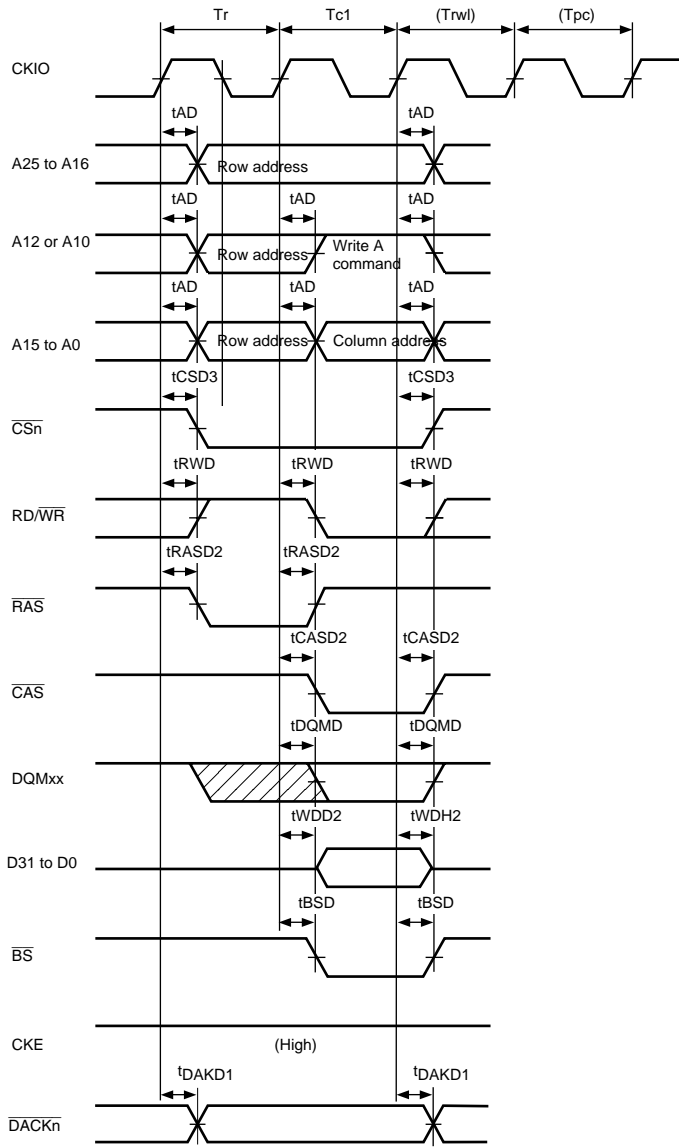 Tr Tc1 (Trwl) (Tpc)
CKIO
tAD tAD
A25 to A16 Row address
tAD tAD tAD
A12 or A10 Row address Write A command
tAD tAD tAD
A15 to A0 Row address Column address
tCSD3 tCSD3
CSn
tRWD tRWD tRWD
RD/WR
tRASD2 tRASD2
RAS
tCASD2 tCASD2
CAS
tDQMD tDQMD
DQMxx
tWDD2 tWDH2
D31 to D0
tBSD tBSD
BS
CKE (High)
tDAKD1 tDAKD1
DACKn